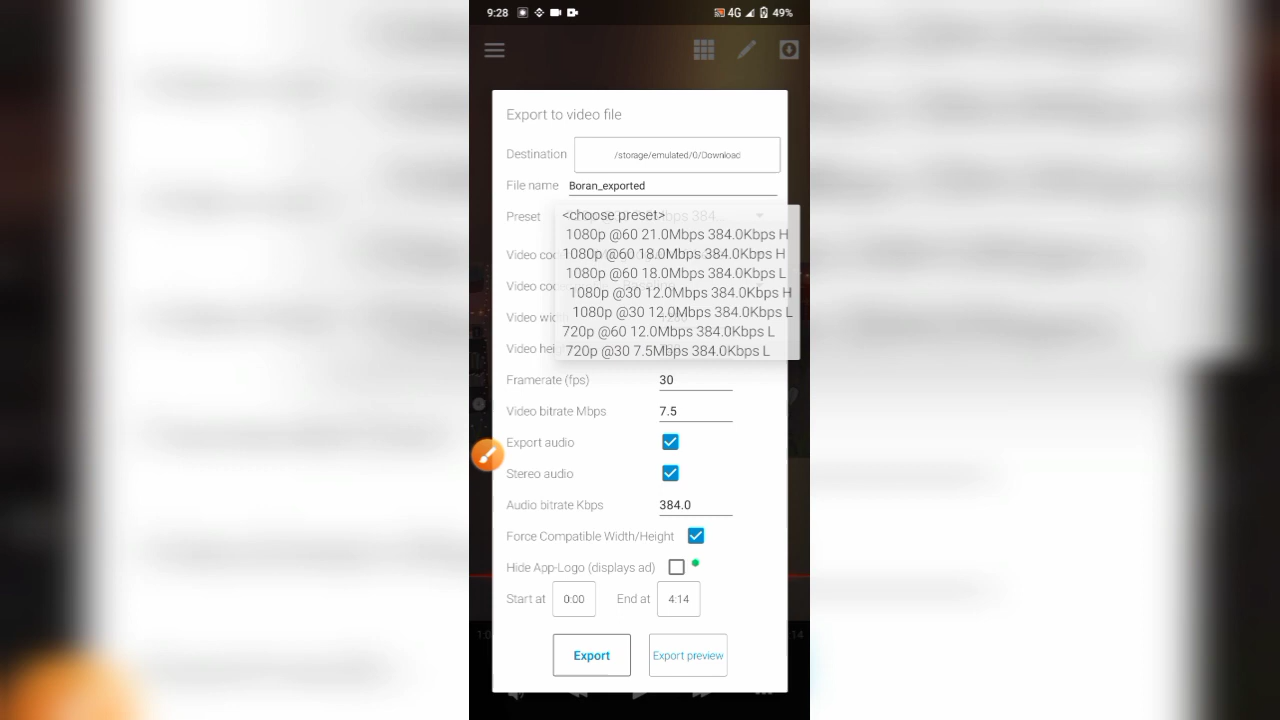 9:28
4G
49%
Export to video file
Destination /storage/emulated/0/Download
File name Boran_exported
Preset
<choose preset>
1080p @60 21.0Mbps 384.0Kbps H
1080p @60 18.0Mbps 384.0Kbps H
1080p @60 18.0Mbps 384.0Kbps L
1080p @30 12.0Mbps 384.0Kbps H
1080p @30 12.0Mbps 384.0Kbps L
720p @60 12.0Mbps 384.0Kbps L
720p @30 7.5Mbps 384.0Kbps L
Video
Video
Video
Video
Framerate (fps) 30
Video bitrate Mbps 7.5
Export audio
Stereo audio
Audio bitrate Kbps 384.0
Force Compatible Width/Height
Hide App-Logo (displays ad)
Start at 0:00 End at 4:14
Export Export preview